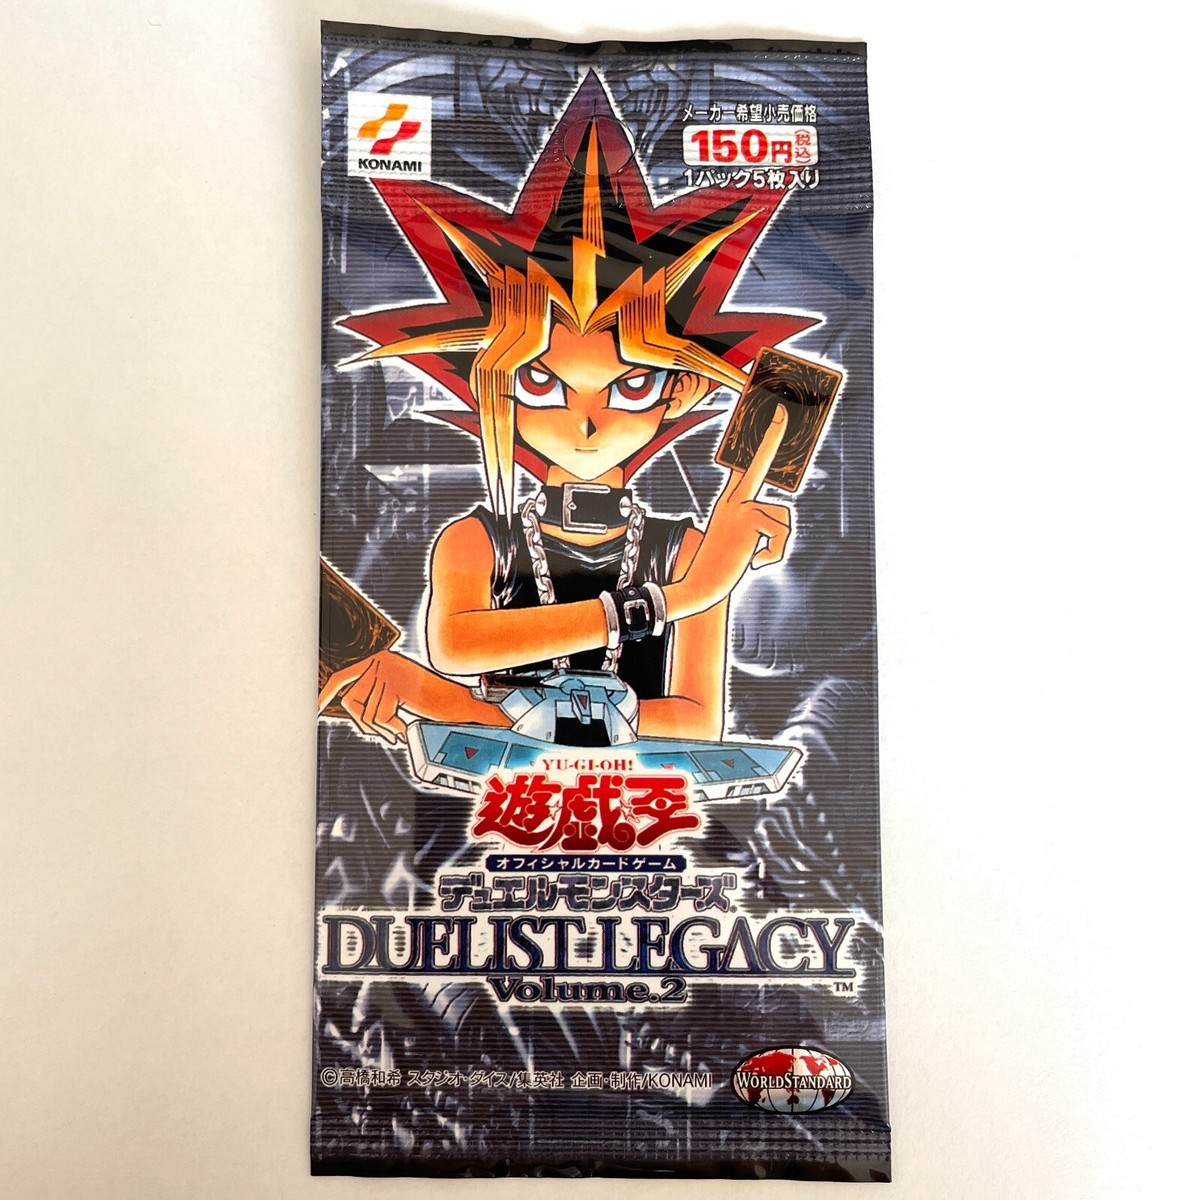 KONAMI
メーカー希望小売価格
150円(税込)
1パック5枚入り
YU-GI-OH!
遊戯王
オフィシャルカードゲーム
デュエルモンスターズ®
DUELIST LEGACY
Volume.2
TM
©高橋和希 スタジオ・ダイス/集英社 企画・制作/KONAMI
WORLD STANDARD